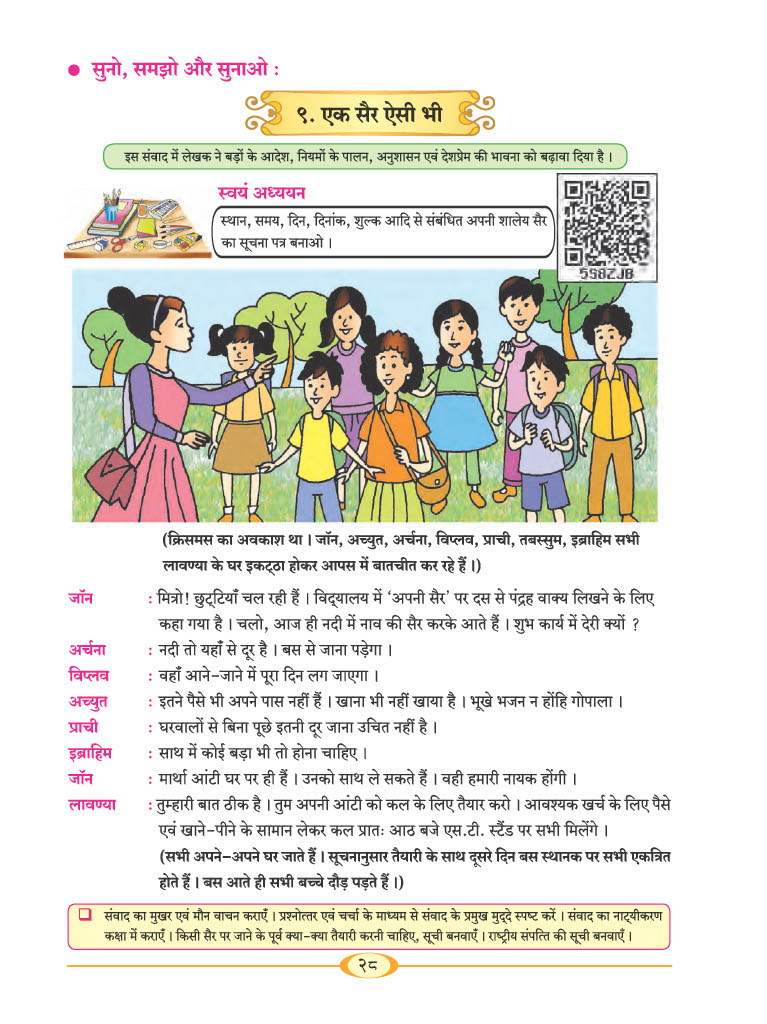 ● सुनो, समझो और सुनाओ :
९. एक सैर ऐसी भी
इस संवाद में लेखक ने बड़ों के आदेश, नियमों के पालन, अनुशासन एवं देशप्रेम की भावना को बढ़ावा दिया है ।
स्वयं अध्ययन
स्थान, समय, दिन, दिनांक, शुल्क आदि से संबंधित अपनी शालेय सैर
का सूचना पत्र बनाओ ।
5S8ZJB
(क्रिसमस का अवकाश था । जॉन, अच्युत, अर्चना, विप्लव, प्राची, तबस्सुम, इब्राहिम सभी
लावण्या के घर इकट्ठा होकर आपस में बातचीत कर रहे हैं ।)
जॉन : मित्रो! छुट्टियाँ चल रही हैं । विद्यालय में ‘अपनी सैर’ पर दस से पंद्रह वाक्य लिखने के लिए
कहा गया है । चलो, आज ही नदी में नाव की सैर करके आते हैं । शुभ कार्य में देरी क्यों ?
अर्चना : नदी तो यहाँ से दूर है । बस से जाना पड़ेगा ।
विप्लव : वहाँ आने-जाने में पूरा दिन लग जाएगा ।
अच्युत : इतने पैसे भी अपने पास नहीं हैं । खाना भी नहीं खाया है । भूखे भजन न होंहि गोपाला ।
प्राची : घरवालों से बिना पूछे इतनी दूर जाना उचित नहीं है ।
इब्राहिम : साथ में कोई बड़ा भी तो होना चाहिए ।
जॉन : मार्था आंटी घर पर ही हैं । उनको साथ ले सकते हैं । वही हमारी नायक होंगी ।
लावण्या : तुम्हारी बात ठीक है । तुम अपनी आंटी को कल के लिए तैयार करो । आवश्यक खर्च के लिए पैसे
एवं खाने-पीने के सामान लेकर कल प्रातः आठ बजे एस.टी. स्टैंड पर सभी मिलेंगे ।
(सभी अपने-अपने घर जाते हैं । सूचनानुसार तैयारी के साथ दूसरे दिन बस स्थानक पर सभी एकत्रित
होते हैं । बस आते ही सभी बच्चे दौड़ पड़ते हैं ।)
❑ संवाद का मुखर एवं मौन वाचन कराएँ । प्रश्नोत्तर एवं चर्चा के माध्यम से संवाद के प्रमुख मुद्दे स्पष्ट करें । संवाद का नाट्यीकरण
कक्षा में कराएँ । किसी सैर पर जाने के पूर्व क्या-क्या तैयारी करनी चाहिए, सूची बनवाएँ । राष्ट्रीय संपत्ति की सूची बनवाएँ ।
२८